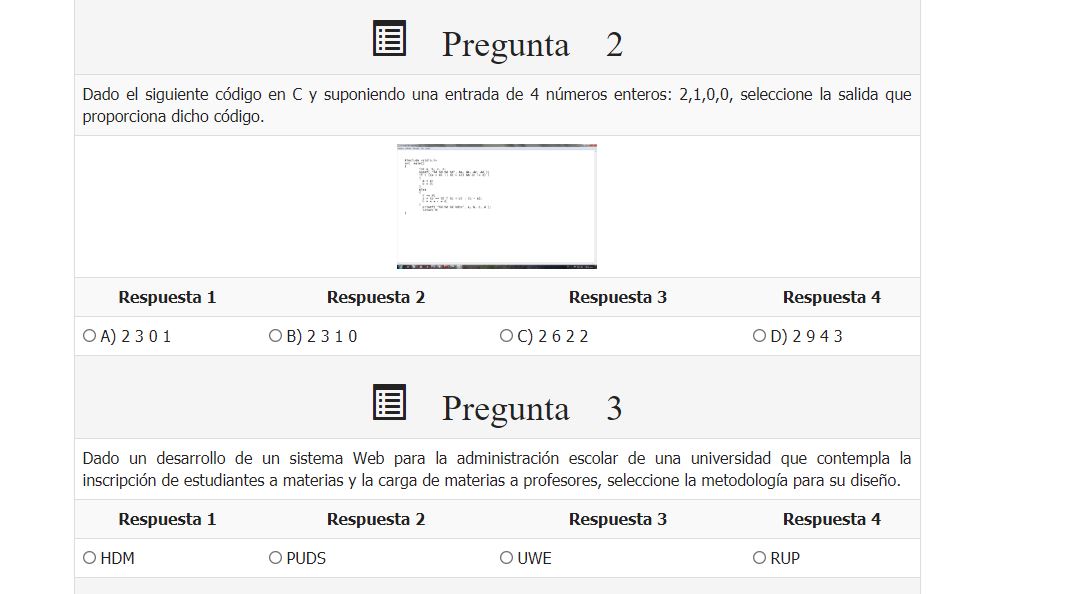 Pregunta 2
Dado el siguiente código en C y suponiendo una entrada de 4 números enteros: 2,1,0,0, seleccione la salida que
proporciona dicho código.
Respuesta 1 Respuesta 2 Respuesta 3 Respuesta 4
A) 2 3 0 1 B) 2 3 1 0 C) 2 6 2 2 D) 2 9 4 3
Pregunta 3
Dado un desarrollo de un sistema Web para la administración escolar de una universidad que contempla la
inscripción de estudiantes a materias y la carga de materias a profesores, seleccione la metodología para su diseño.
Respuesta 1 Respuesta 2 Respuesta 3 Respuesta 4
HDM PUDS UWE RUP